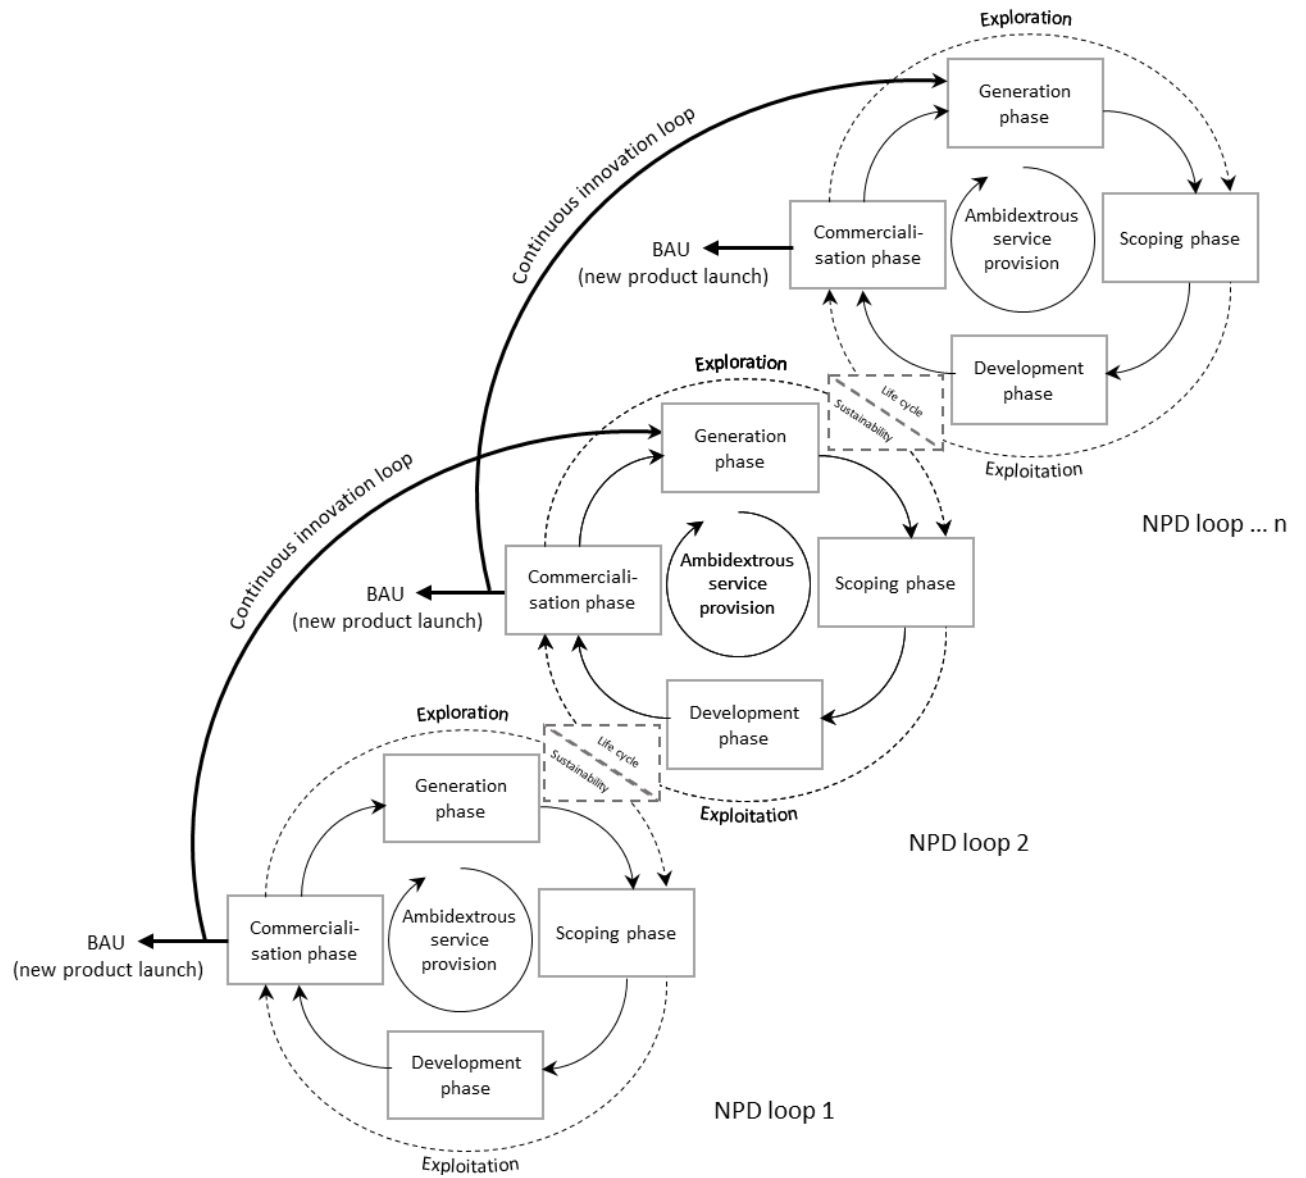 Exploration
Generation
phase
Continuous innovation loop
Commerciali-
sation phase
Ambidextrous
service
provision
Scoping phase
BAU
(new product launch)
Development
phase
Exploitation
NPD loop ... n
Exploration
Life cycle
Sustainability
Generation
phase
Continuous innovation loop
Commerciali-
sation phase
Ambidextrous
service
provision
Scoping phase
BAU
(new product launch)
Development
phase
Exploitation
NPD loop 2
Exploration
Life cycle
Sustainability
Generation
phase
Commerciali-
sation phase
Ambidextrous
service
provision
Scoping phase
BAU
(new product launch)
Development
phase
Exploitation
NPD loop 1